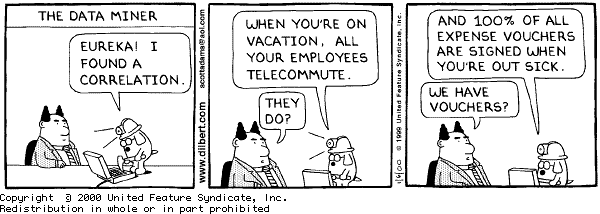 THE DATA MINER
EUREKA! I
FOUND A
CORRELATION.
scottadams@aol.com
www.dilbert.com
WHEN YOU'RE ON
VACATION, ALL
YOUR EMPLOYEES
TELECOMMUTE.
THEY
DO?
© 1999 United Feature Syndicate, Inc.
AND 100% OF ALL
EXPENSE VOUCHERS
ARE SIGNED WHEN
YOU'RE OUT SICK.
WE HAVE
VOUCHERS?
Copyright © 2000 United Feature Syndicate, Inc.
Redistribution in whole or in part prohibited